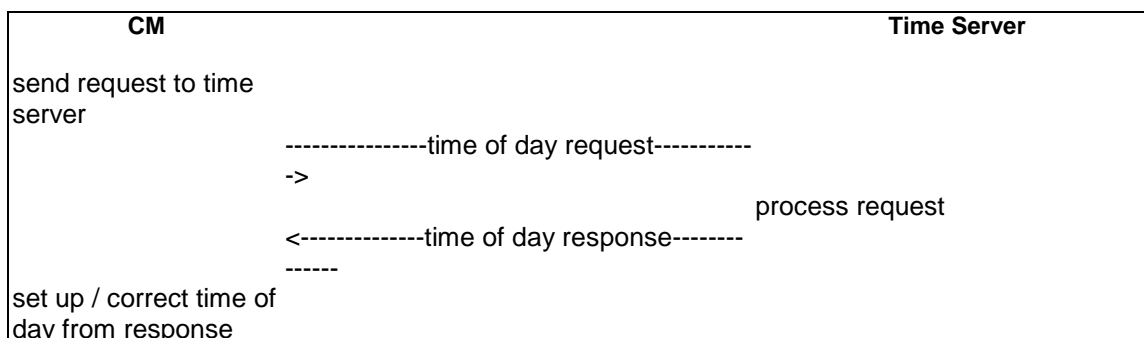 CM Time Server
send request to time
server
----------------time of day request-----------
->
process request
<--------------time of day response--------
------
set up / correct time of
day from response